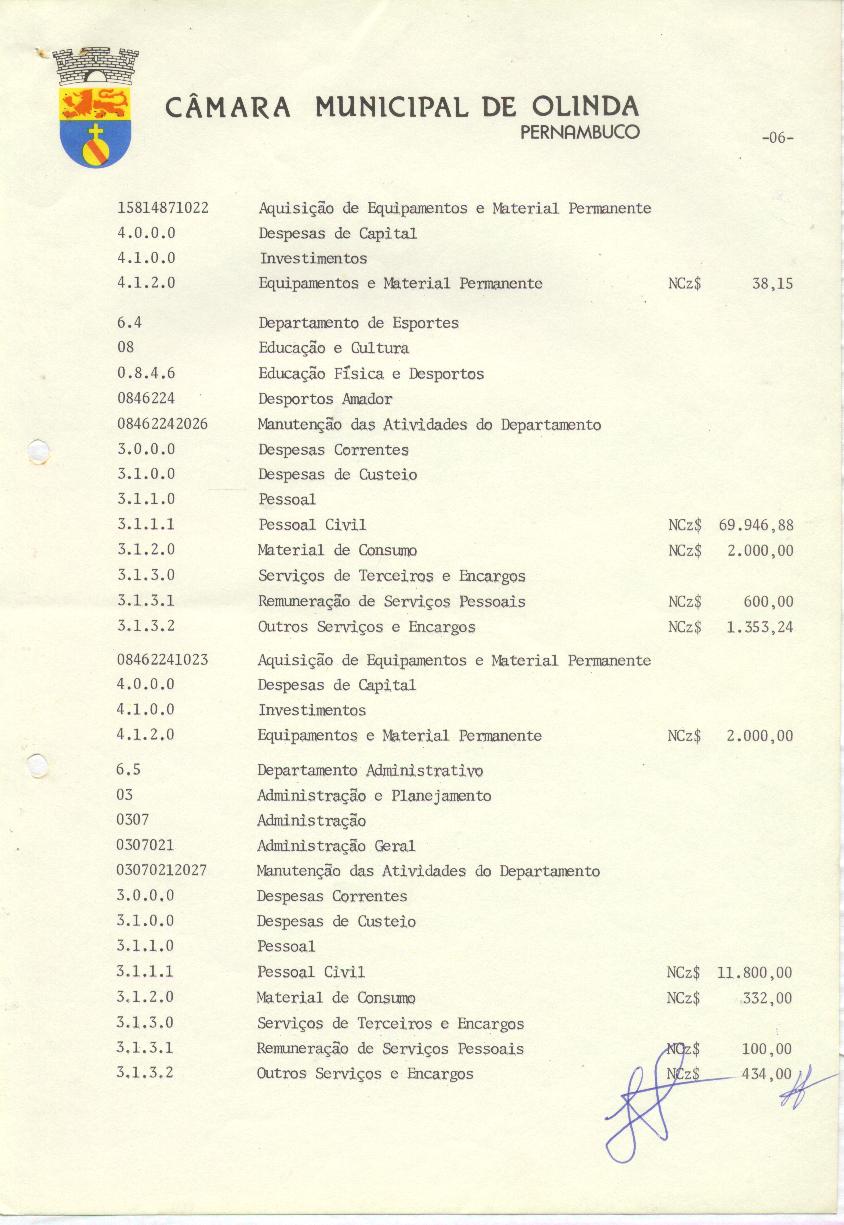 CÂMARA MUNICIPAL DE OLINDA
PERNAMBUCO
-06-
15814871022 Aquisição de Equipamentos e Material Permanente
4.0.0.0 Despesas de Capital
4.1.0.0 Investimentos
4.1.2.0 Equipamentos e Material Permanente NCz$ 38,15
6.4 Departamento de Esportes
08 Educação e Cultura
0.8.4.6 Educação Física e Desportos
0846224 Desportos Amador
08462242026 Manutenção das Atividades do Departamento
3.0.0.0 Despesas Correntes
3.1.0.0 Despesas de Custeio
3.1.1.0 Pessoal
3.1.1.1 Pessoal Civil NCz$ 69.946,88
3.1.2.0 Material de Consumo NCz$ 2.000,00
3.1.3.0 Serviços de Terceiros e Encargos
3.1.3.1 Remuneração de Serviços Pessoais NCz$ 600,00
3.1.3.2 Outros Serviços e Encargos NCz$ 1.353,24
08462241023 Aquisição de Equipamentos e Material Permanente
4.0.0.0 Despesas de Capital
4.1.0.0 Investimentos
4.1.2.0 Equipamentos e Material Permanente NCz$ 2.000,00
6.5 Departamento Administrativo
03 Administração e Planejamento
0307 Administração
0307021 Administração Geral
03070212027 Manutenção das Atividades do Departamento
3.0.0.0 Despesas Correntes
3.1.0.0 Despesas de Custeio
3.1.1.0 Pessoal
3.1.1.1 Pessoal Civil NCz$ 11.800,00
3.1.2.0 Material de Consumo NCz$ 332,00
3.1.3.0 Serviços de Terceiros e Encargos
3.1.3.1 Remuneração de Serviços Pessoais NCz$ 100,00
3.1.3.2 Outros Serviços e Encargos NCz$ 434,00